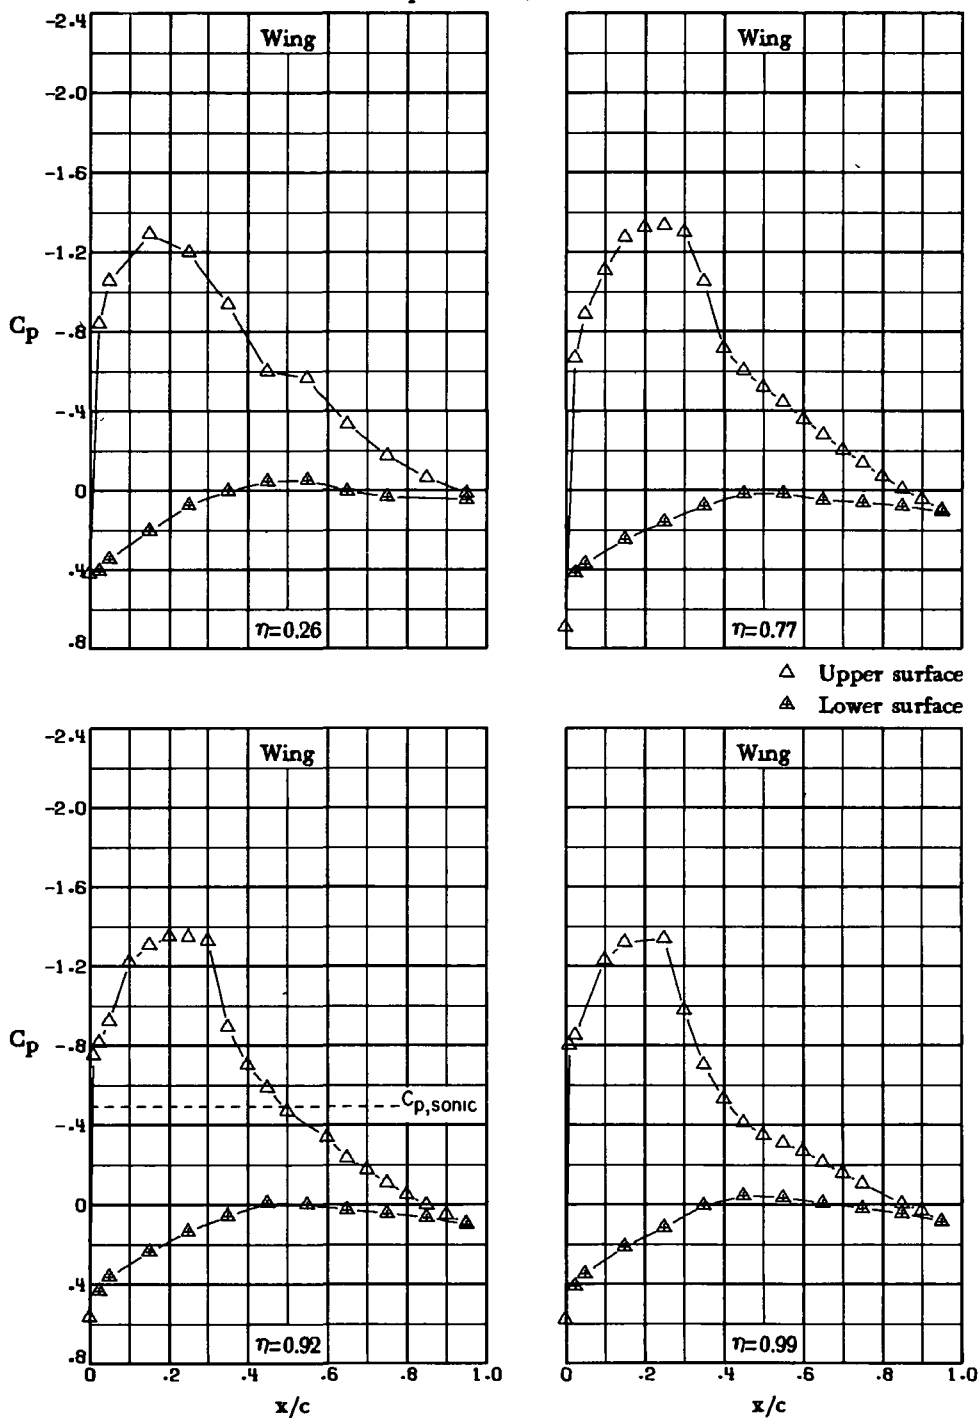 -2.4
Wing
Wing
-2.0
-1.6
-1.2
Cp
-.8
-.4
0
.4
.8
η=0.26
η=0.77
△ Upper surface
Lower surface
-2.4
Wing
Wing
-2.0
-1.6
-1.2
Cp
-.8
Cp,SONIC
-.4
0
.4
.8
η=0.92
η=0.99
0 .2 .4 .6 .8 1.0
0 .2 .4 .6 .8 1.0
x/c
x/c